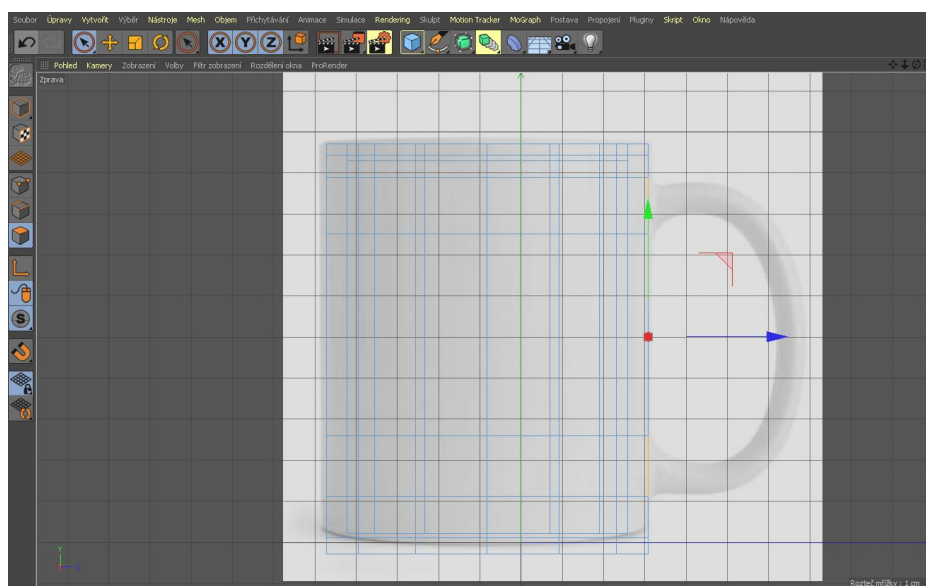 Soubor Úpravy Vytvořit Výběr Nástroje Mesh Objem Přichytávání Animace Simulace Rendering Skulpt Motion Tracker MoGraph Postava Propojení Pluginy Skript Okno Nápověda
X Y Z
Pohled Kamery Zobrazení Volby Filtr zobrazení Rozdělení okna ProRender
Zprava
S
Y
Z
Rozteč mřížky : 1 cm